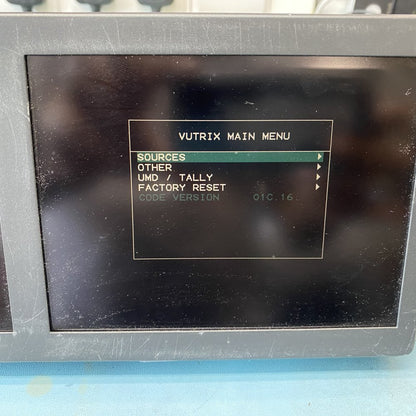 VUTRIX MAIN MENU
SOURCES
OTHER
UMD / TALLY
FACTORY RESET
CODE VERSION 01C.16.